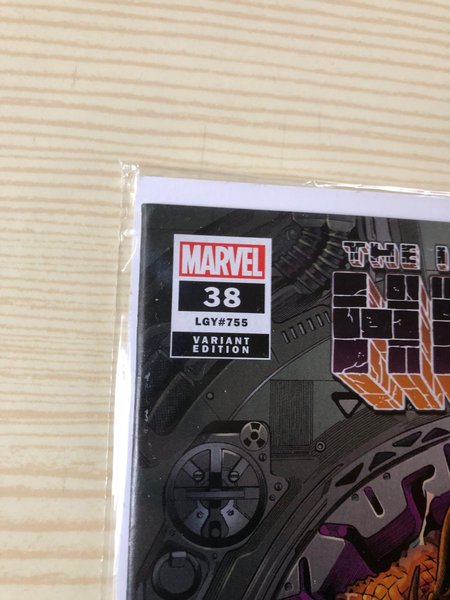 MARVEL
38
LGY#755
VARIANT
EDITION
THE